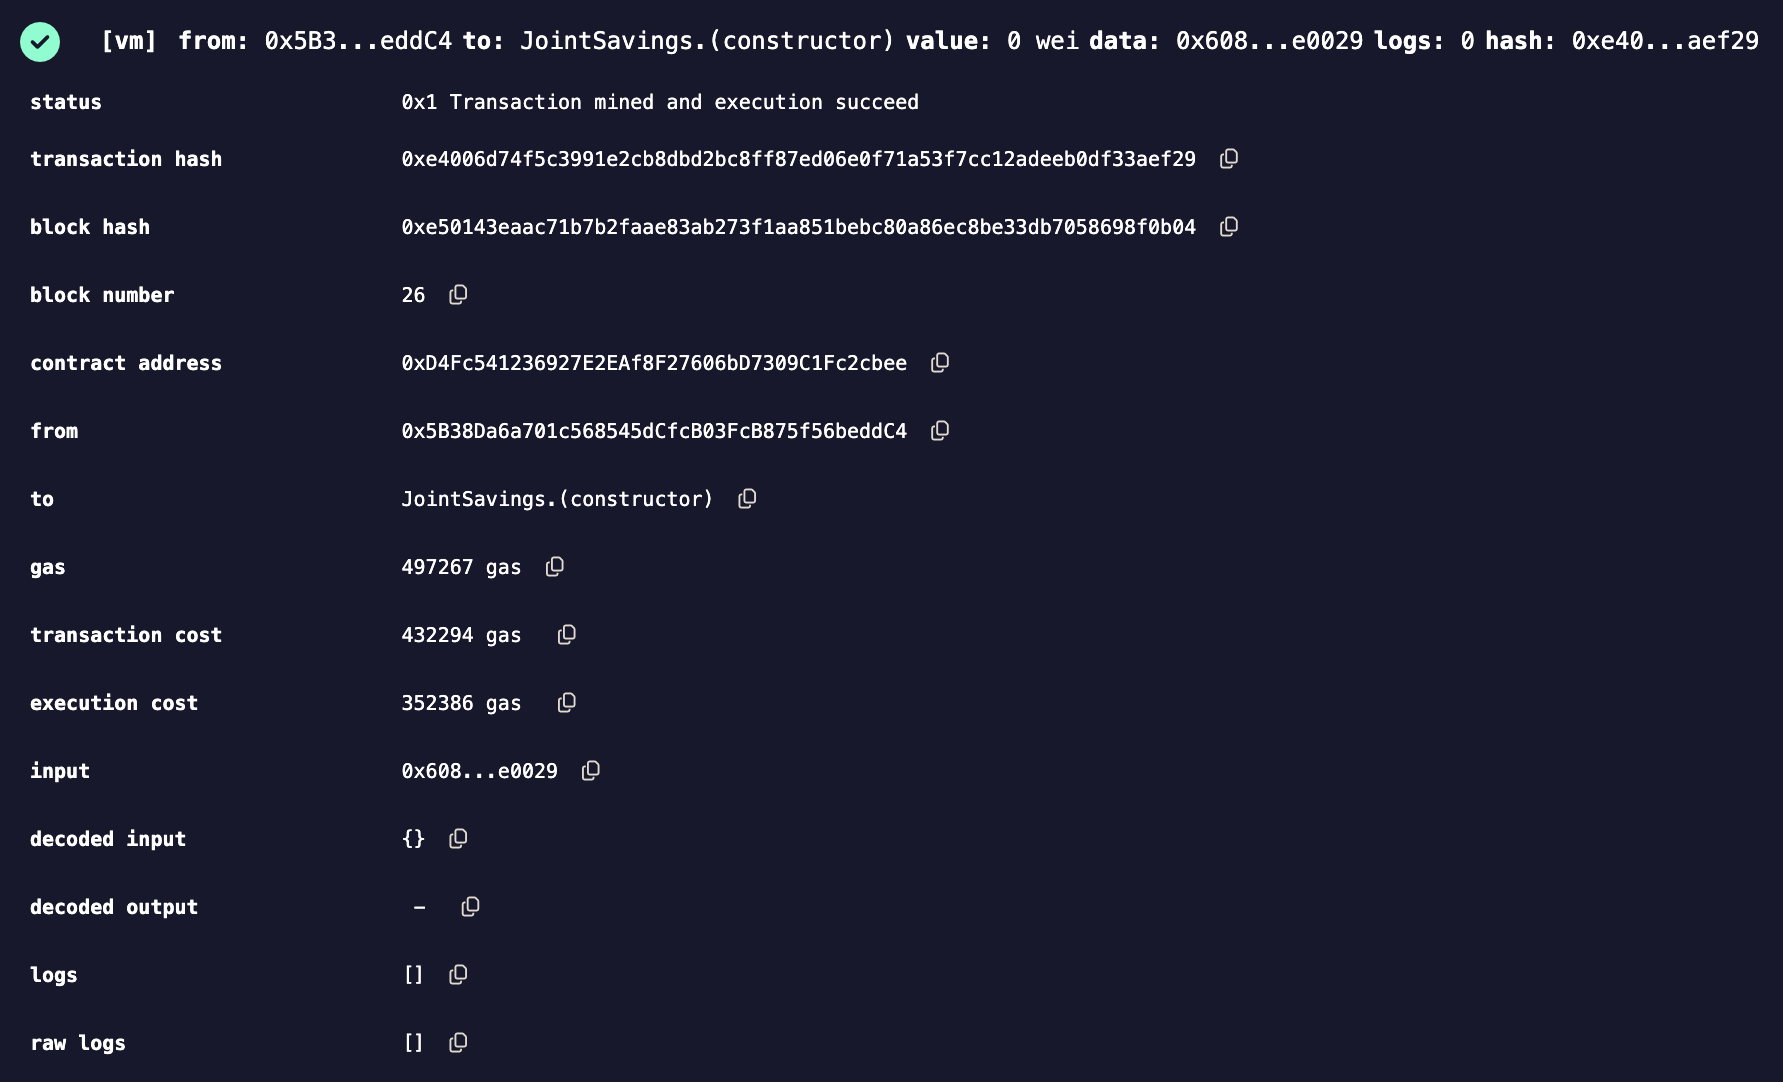 [vm] from: 0x5B3...eddC4 to: JointSavings.(constructor) value: 0 wei data: 0x608...e0029 logs: 0 hash: 0xe40...aef29
status 0x1 Transaction mined and execution succeed
transaction hash 0xe4006d74f5c3991e2cb8dbd2bc8ff87ed06e0f71a53f7cc12adeeb0df33aef29
block hash 0xe50143eaac71b7b2faae83ab273f1aa851bebc80a86ec8be33db7058698f0b04
block number 26
contract address 0xD4Fc541236927E2EAf8F27606bD7309C1Fc2cbee
from 0x5B38Da6a701c568545dCfcB03FcB875f56beddC4
to JointSavings.(constructor)
gas 497267 gas
transaction cost 432294 gas
execution cost 352386 gas
input 0x608...e0029
decoded input {}
decoded output -
logs []
raw logs []